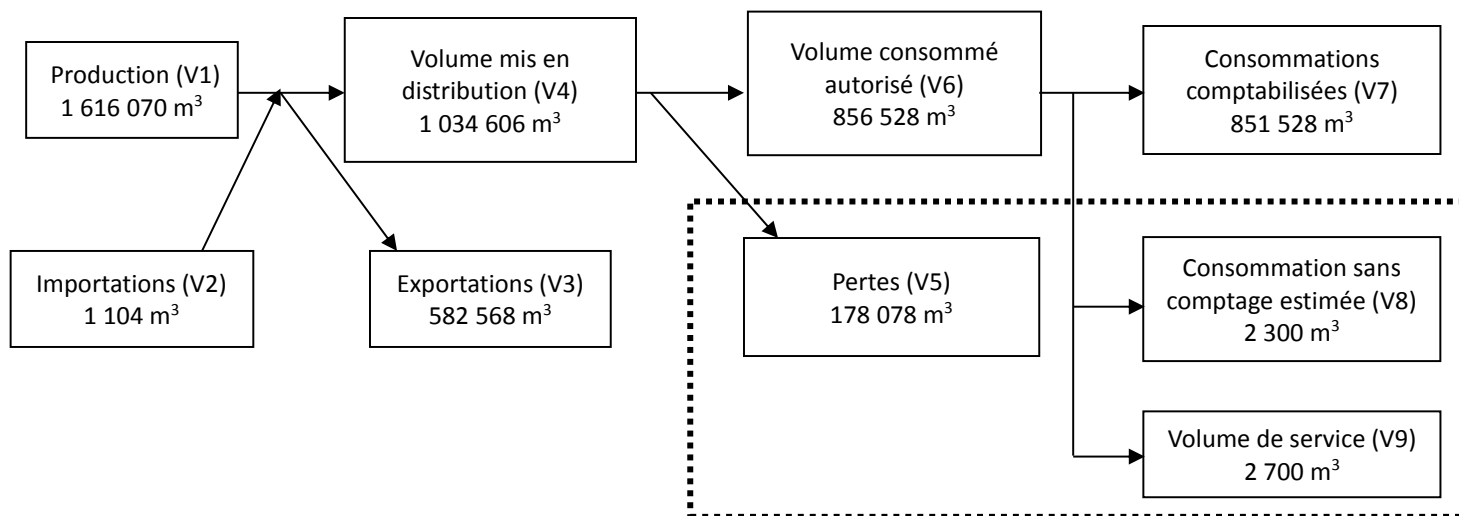 Production (V1)
1 616 070 m³
Volume mis en
distribution (V4)
1 034 606 m³
Volume consommé
autorisé (V6)
856 528 m³
Consommations
comptabilisées (V7)
851 528 m³
Importations (V2)
1 104 m³
Exportations (V3)
582 568 m³
Pertes (V5)
178 078 m³
Consommation sans
comptage estimée (V8)
2 300 m³
Volume de service (V9)
2 700 m³